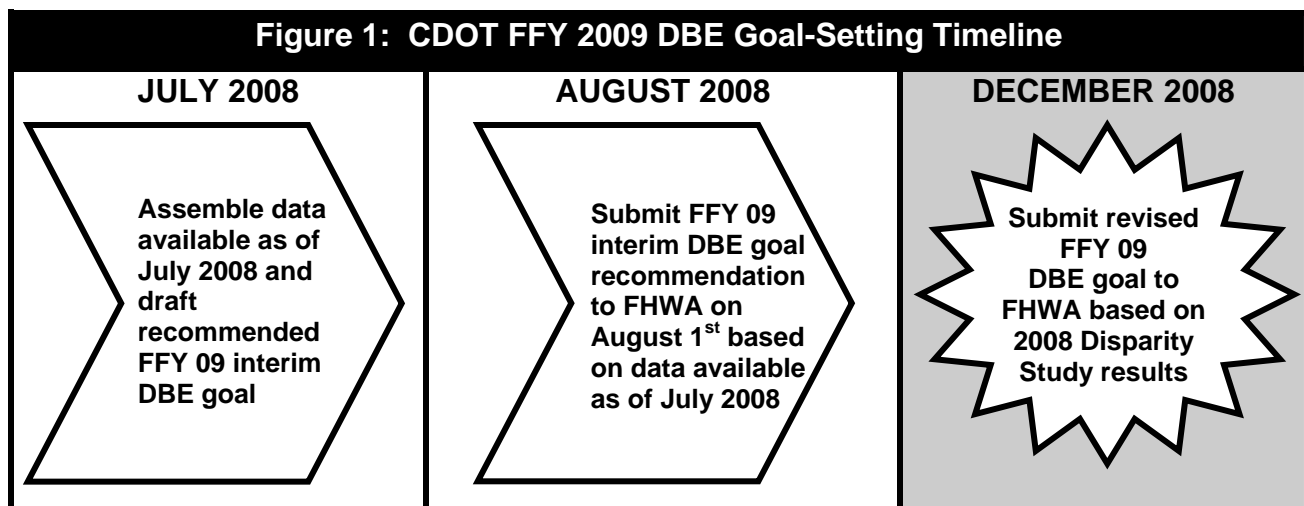 Figure 1: CDOT FFY 2009 DBE Goal-Setting Timeline
JULY 2008
Assemble data
available as of
July 2008 and
draft
recommended
FFY 09 interim
DBE goal
AUGUST 2008
Submit FFY 09
interim DBE goal
recommendation
to FHWA on
August 1st based
on data available
as of July 2008
DECEMBER 2008
Submit revised
FFY 09
DBE goal to
FHWA based on
2008 Disparity
Study results